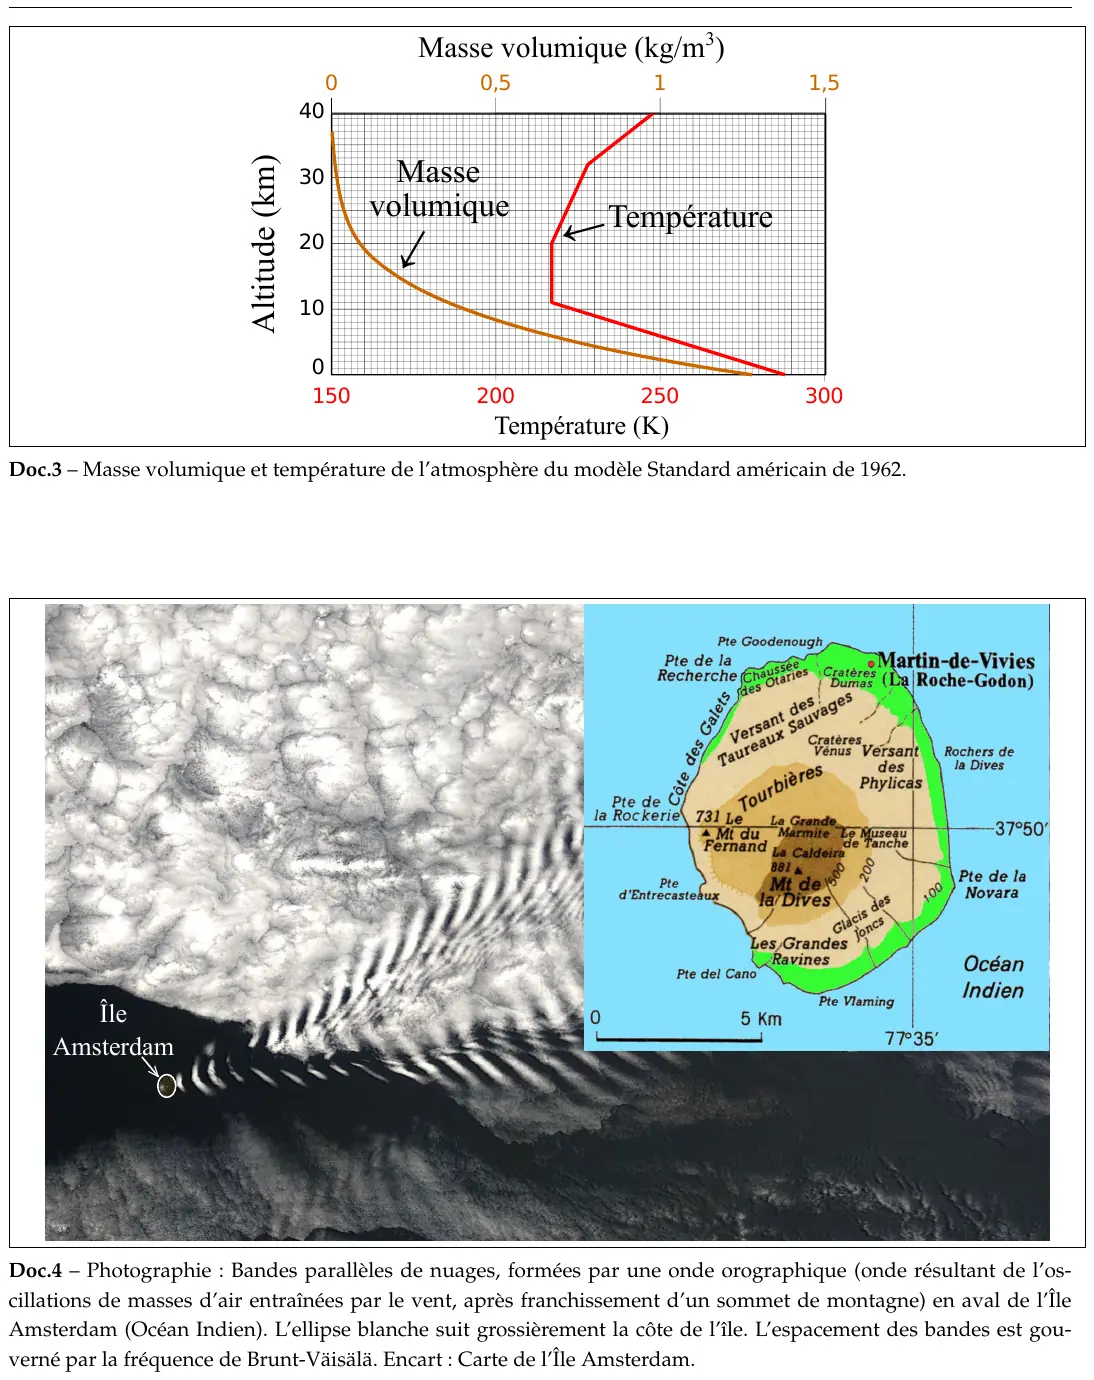 Masse volumique (kg/m³)
0 0,5 1 1,5
40
30
20
10
0
Altitude (km)
Masse
volumique
Température
150 200 250 300
Température (K)
Doc.3 – Masse volumique et température de l'atmosphère du modèle Standard américain de 1962.
Île
Amsterdam
Pte Goodenough
Pte de la
Recherche
Chaussée
des Otaries
Cratères
Dumas
Martin-de-Vivies
(La Roche-Godon)
Côte des Galets
Versant des
Taureaux Sauvages
Cratères
Vénus
Versant
des
Phylicas
Rochers de
la Dives
Tourbières
Pte de
la Rockerie
731 Le
Mt du
Fernand
La Grande
Marmite
Le Museau
de Tanche
37°50'
La Caldeira
881
Mt de
la Dives
500
200
100
Pte
d'Entrecasteaux
Pte de la
Novara
Glacis des
Joncs
Les Grandes
Ravines
Pte del Cano
Pte Vlaming
Océan
Indien
0 5 Km
77°35'
Doc.4 – Photographie : Bandes parallèles de nuages, formées par une onde orographique (onde résultant de l'os-
cillations de masses d'air entraînées par le vent, après franchissement d'un sommet de montagne) en aval de l'Île
Amsterdam (Océan Indien). L'ellipse blanche suit grossièrement la côte de l'île. L'espacement des bandes est gou-
verné par la fréquence de Brunt-Väisälä. Encart : Carte de l'Île Amsterdam.